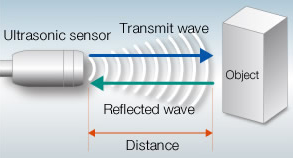 Transmit wave
Ultrasonic sensor
Object
Reflected wave
Distance